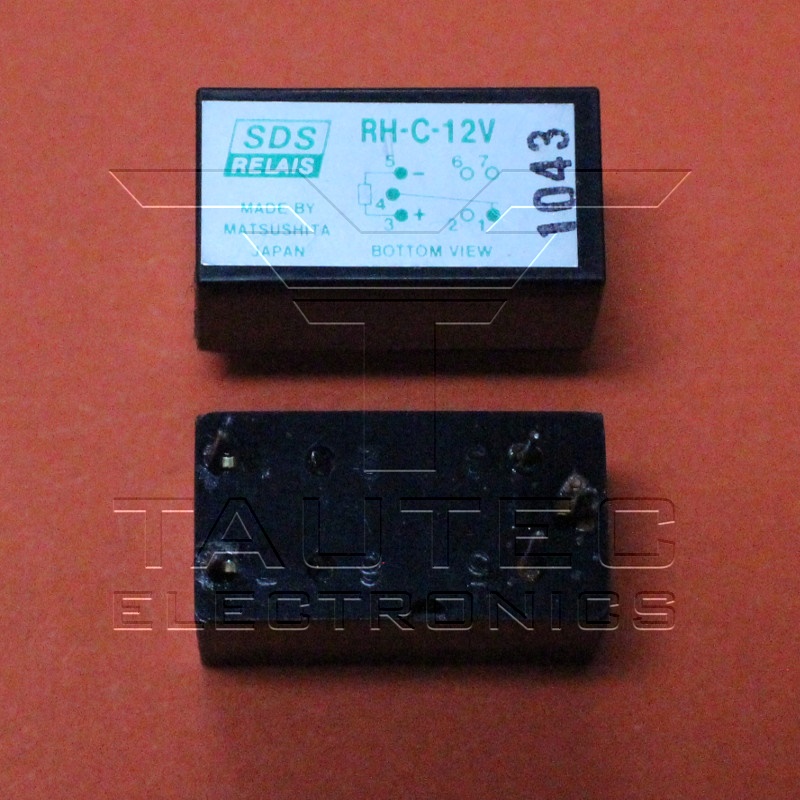 SDS
RELAIS
RH-C-12V
5 - 6 7
4
3 + 2 1
MADE BY
MATSUSHITA
JAPAN
BOTTOM VIEW
1043
TAUTEC
ELECTRONICS